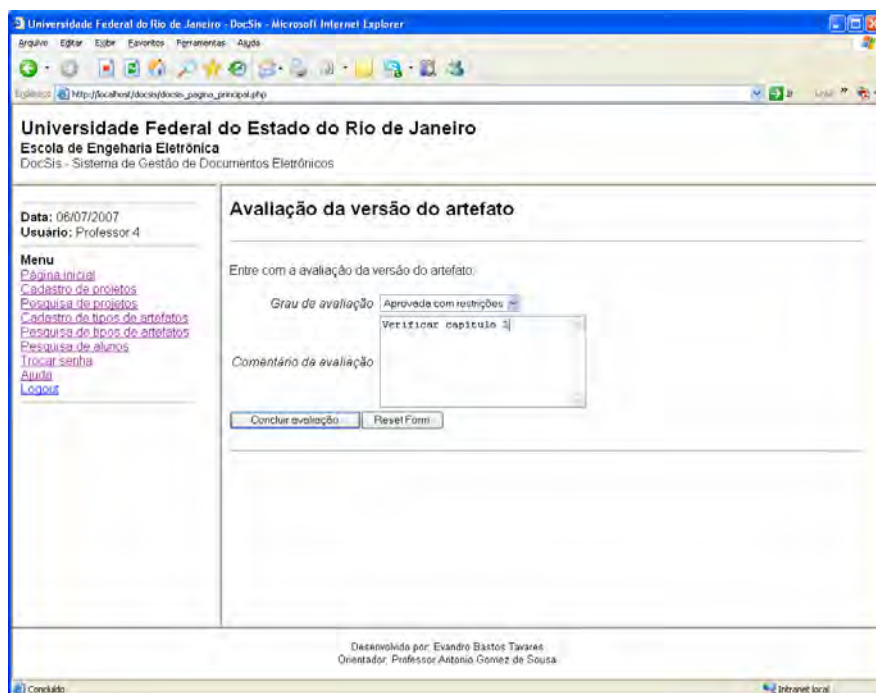 Universidade Federal do Rio de Janeiro - DocSis - Microsoft Internet Explorer
Arquivo Editar Exibir Favoritos Ferramentas Ajuda
Endereço http://localhost/docsis/docsis_pagina_principal.php
Universidade Federal do Estado do Rio de Janeiro
Escola de Engeharia Eletrônica
DocSis - Sistema de Gestão de Documentos Eletrônicos
Data: 06/07/2007
Usuário: Professor 4
Menu
Página inicial
Cadastro de projetos
Pesquisa de projetos
Cadastro de tipos de artefatos
Pesquisa de tipos de artefatos
Pesquisa de alunos
Trocar senha
Ajuda
Logout
Avaliação da versão do artefato
Entre com a avaliação da versão do artefato.
Grau de avaliação Aprovada com restrições
Verificar capitulo
Comentário da avaliação
Concluir avaliação Reset Form
Desenvolvido por: Evandro Bastos Tavares
Orientador: Professor Antonio Gomez de Sousa
Concluído Intranet local